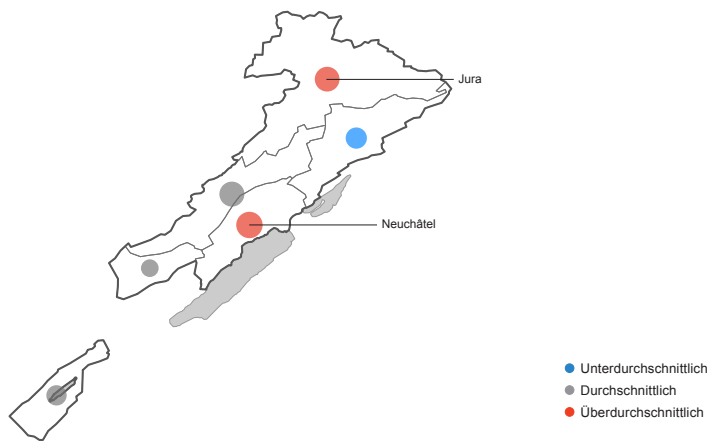 Jura
Neuchâtel
Unterdurchschnittlich
Durchschnittlich
Überdurchschnittlich